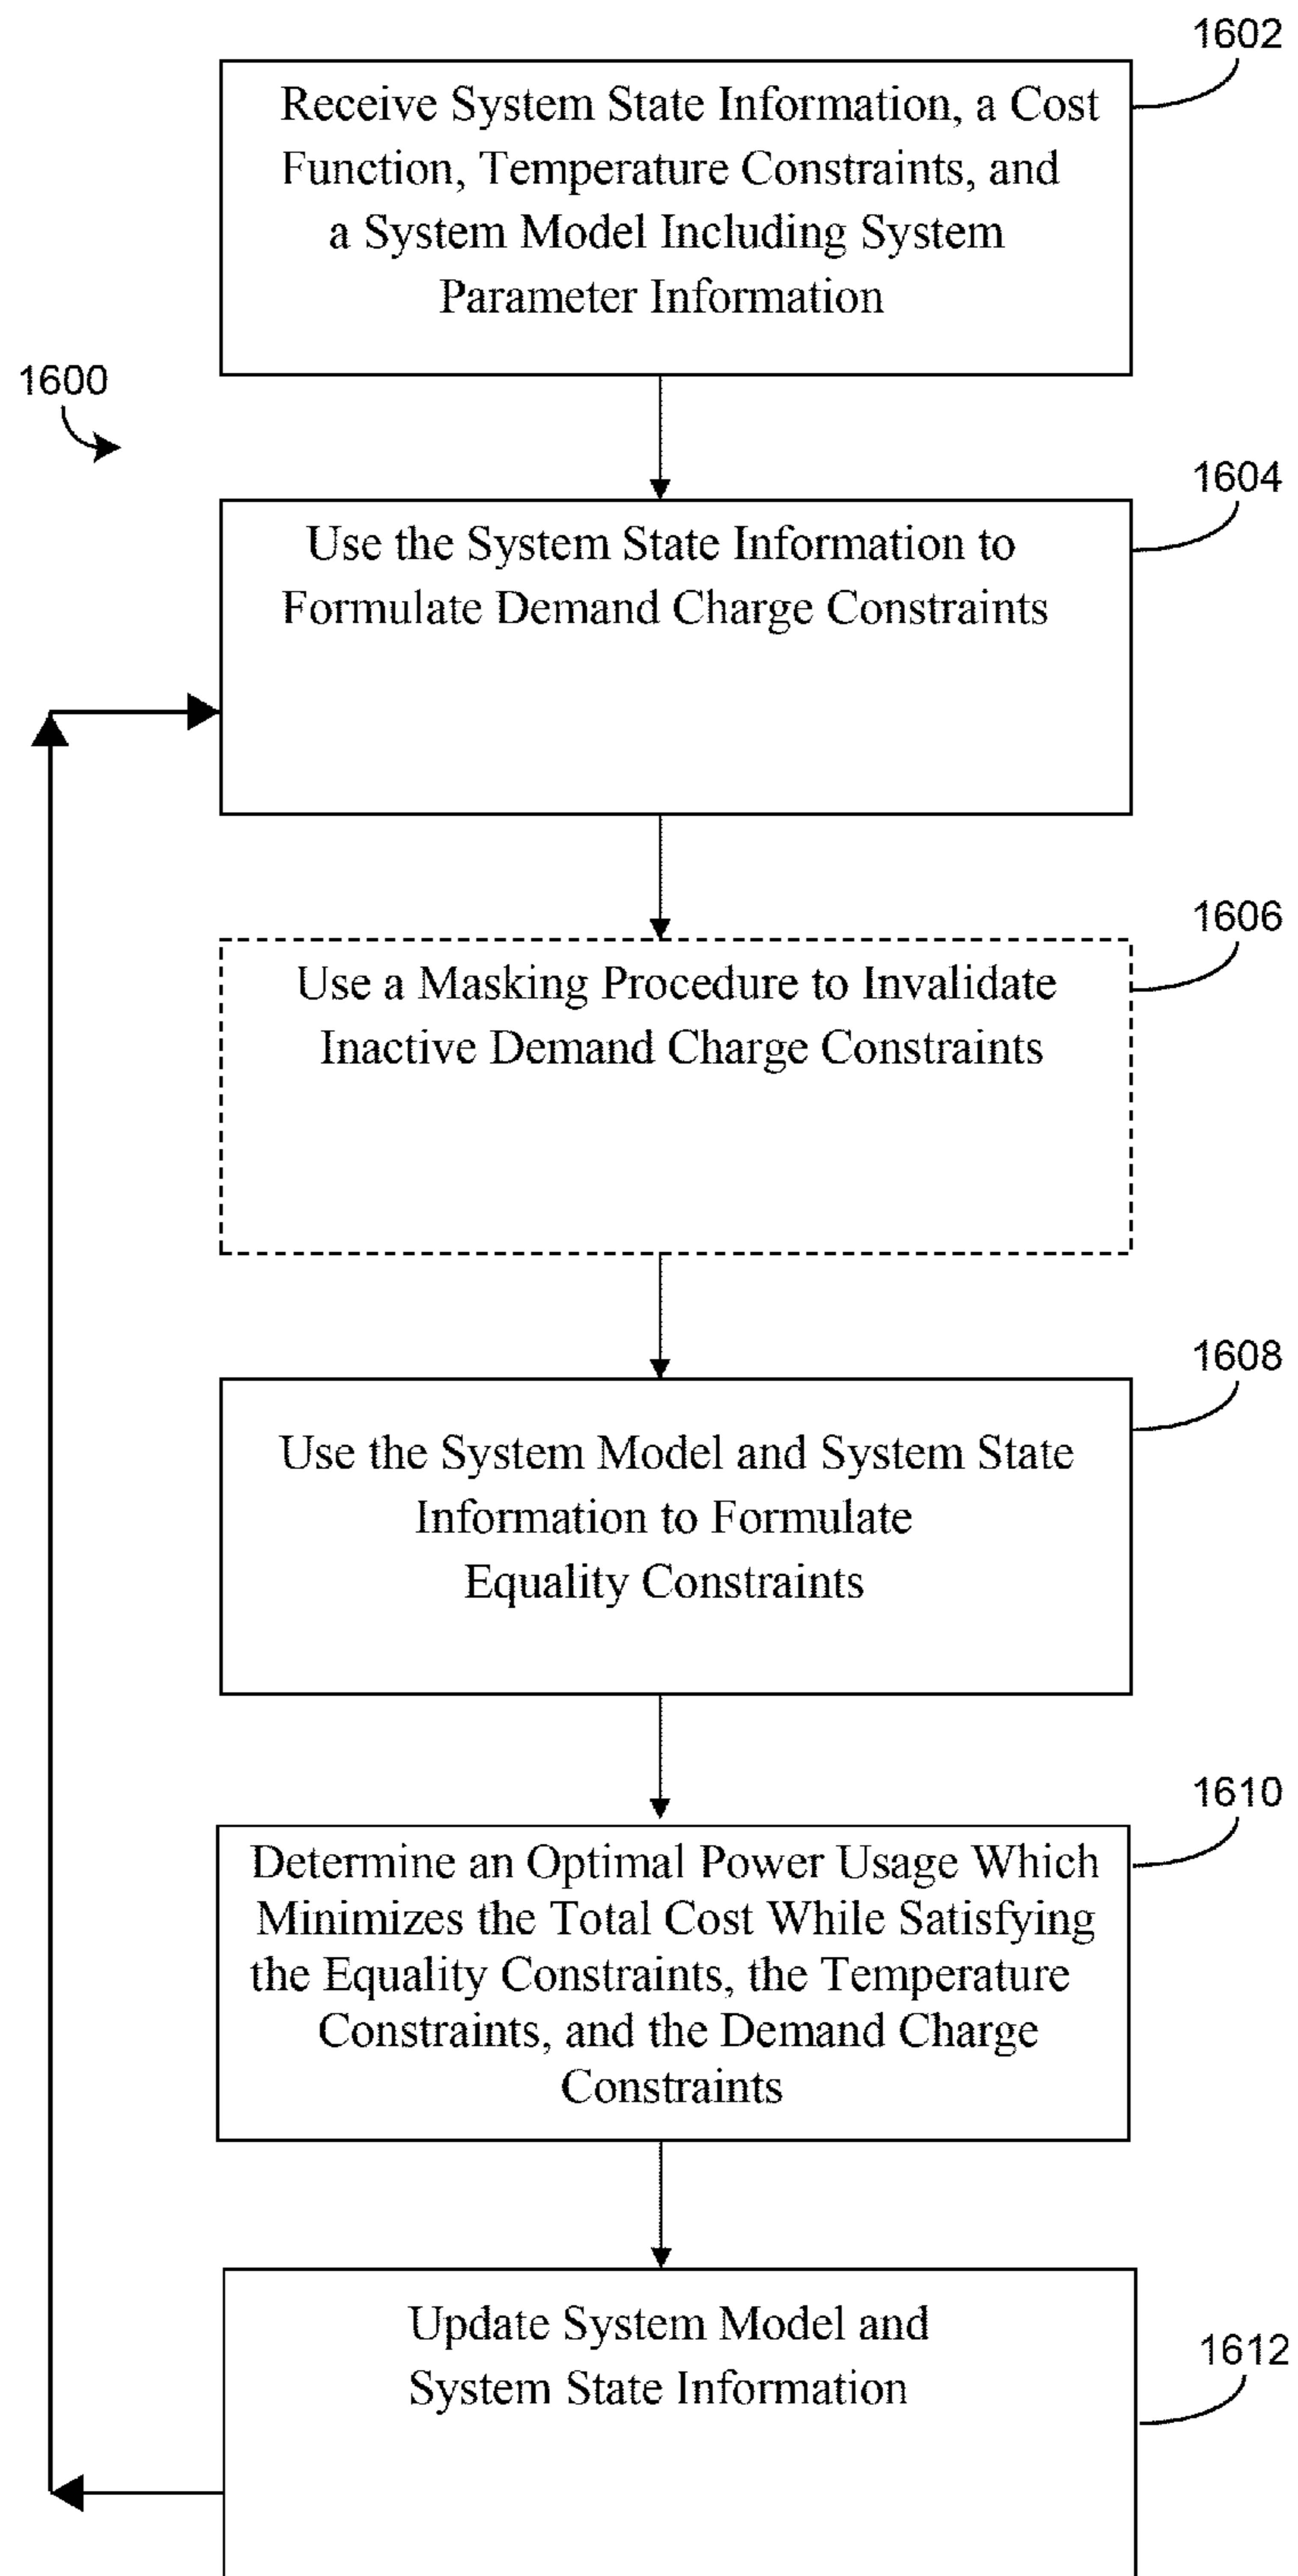 1602
Receive System State Information, a Cost
Function, Temperature Constraints, and
a System Model Including System
Parameter Information
1600
1604
Use the System State Information to
Formulate Demand Charge Constraints
1606
Use a Masking Procedure to Invalidate
Inactive Demand Charge Constraints
1608
Use the System Model and System State
Information to Formulate
Equality Constraints
1610
Determine an Optimal Power Usage Which
Minimizes the Total Cost While Satisfying
the Equality Constraints, the Temperature
Constraints, and the Demand Charge
Constraints
1612
Update System Model and
System State Information